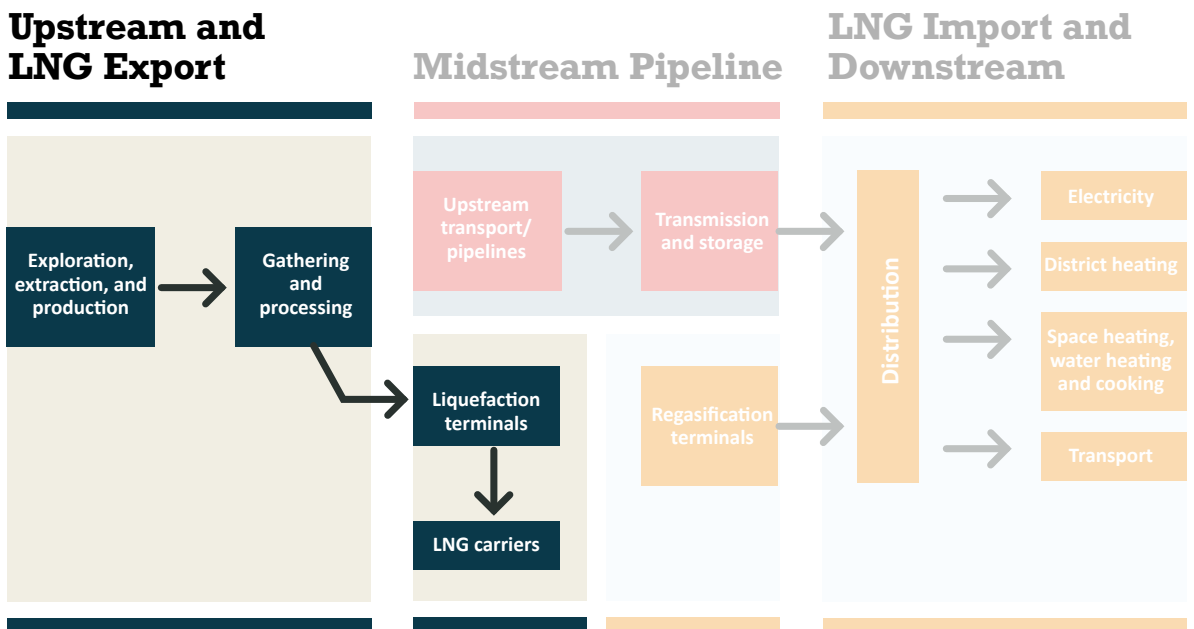 Upstream and
LNG Export
Midstream Pipeline
LNG Import and
Downstream
Exploration,
extraction, and
production
Gathering
and
processing
Upstream
transport/
pipelines
Transmission
and storage
Liquefaction
terminals
LNG carriers
Regasification
terminals
Distribution
Electricity
District heating
Space heating,
water heating
and cooking
Transport